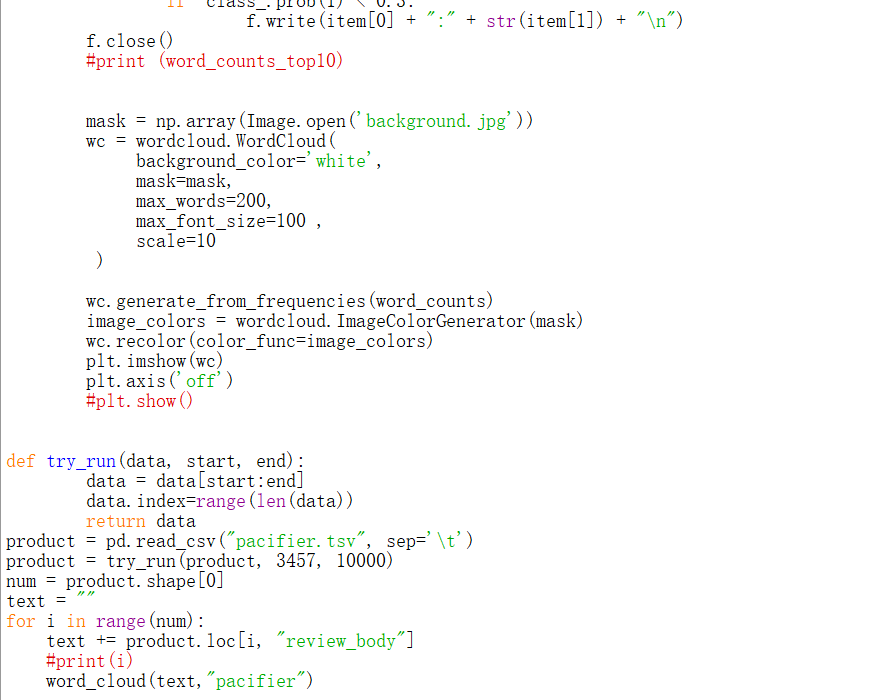 if class_.prob(i) < 0.3:
f.write(item[0] + ":" + str(item[1]) + "\n")
f.close()
#print (word_counts_top10)
mask = np.array(Image.open('background.jpg'))
wc = wordcloud.WordCloud(
background_color='white',
mask=mask,
max_words=200,
max_font_size=100 ,
scale=10
)
wc.generate_from_frequencies(word_counts)
image_colors = wordcloud.ImageColorGenerator(mask)
wc.recolor(color_func=image_colors)
plt.imshow(wc)
plt.axis('off')
#plt.show()
def try_run(data, start, end):
data = data[start:end]
data.index=range(len(data))
return data
product = pd.read_csv("pacifier.tsv", sep='\t')
product = try_run(product, 3457, 10000)
num = product.shape[0]
text = ""
for i in range(num):
text += product.loc[i, "review_body"]
#print(i)
word_cloud(text,"pacifier")